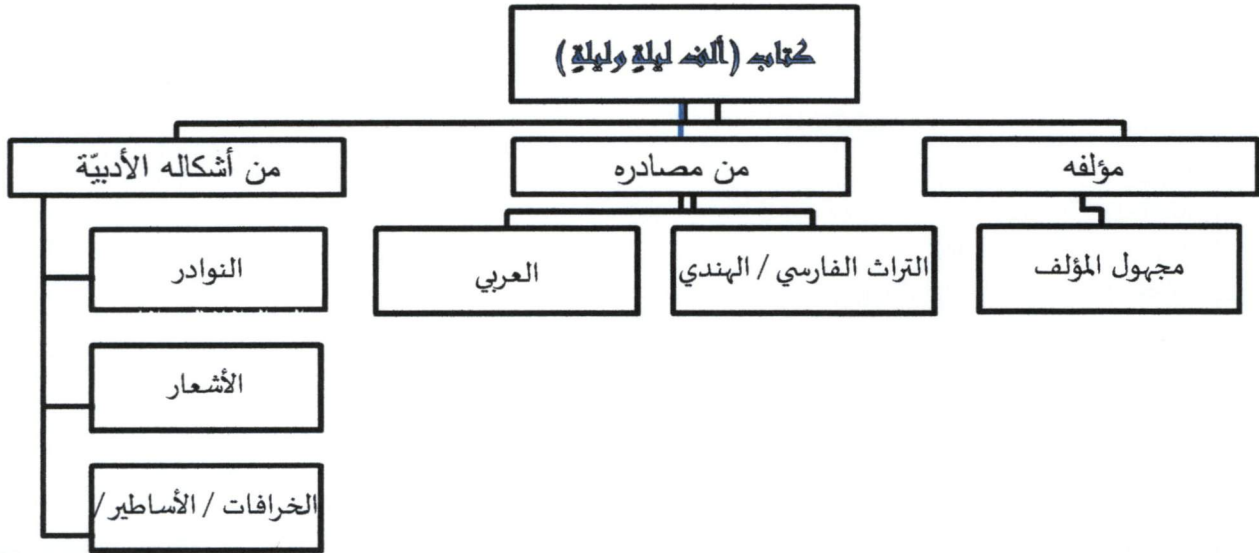 كتاب (ألف ليلةٍ وليلةٍ)
مؤلفه
من مصادره
من أشكاله الأدبيّة
مجهول المؤلف
التراث الفارسي / الهندي
العربي
النوادر
الأشعار
الخرافات / الأساطير /